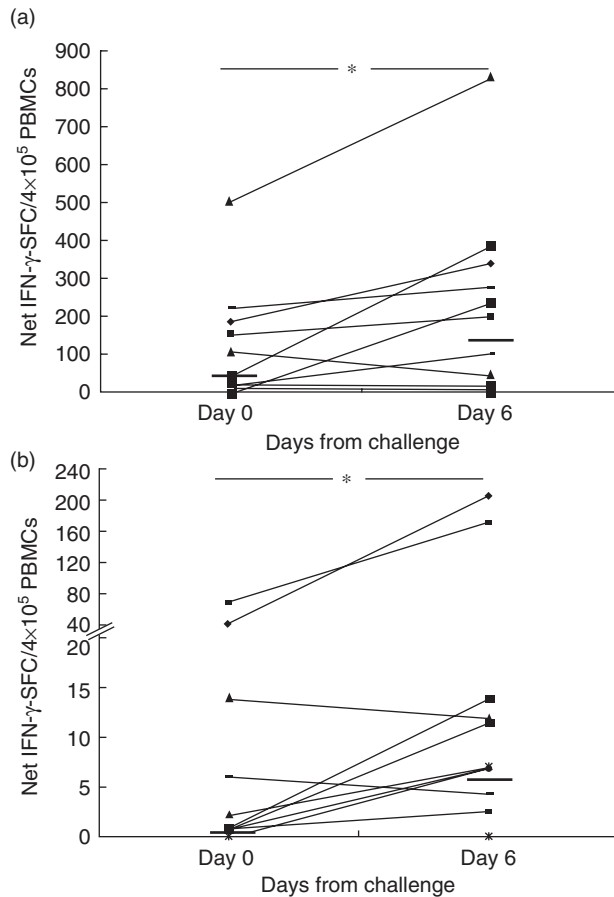 (a)
Net IFN-γ-SFC/4×10⁵ PBMCs
900
800
700
600
500
400
300
200
100
0
*
Day 0
Day 6
Days from challenge
(b)
Net IFN-γ-SFC/4×10⁵ PBMCs
240
200
160
120
80
40
20
15
10
5
0
*
Day 0
Day 6
Days from challenge